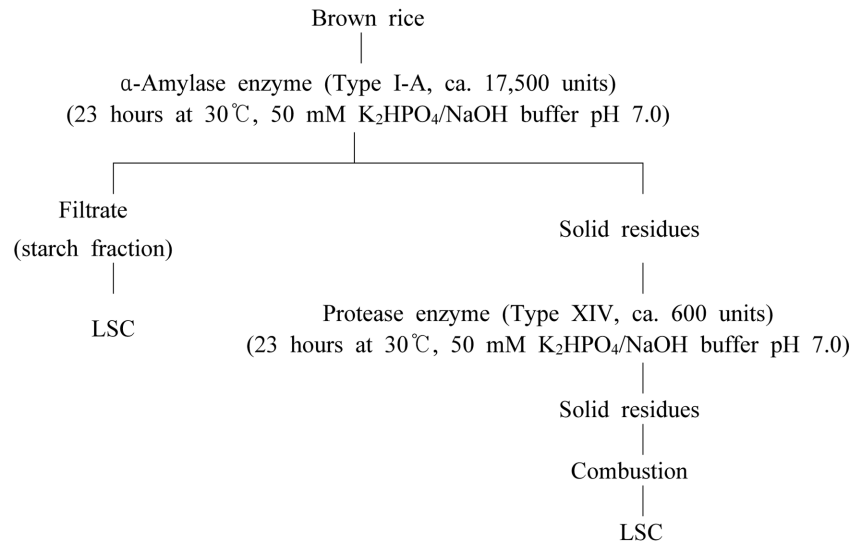 Brown rice
α-Amylase enzyme (Type I-A, ca. 17,500 units)
(23 hours at 30℃, 50 mM K₂HPO₄/NaOH buffer pH 7.0)
Filtrate
(starch fraction)
LSC
Solid residues
Protease enzyme (Type XIV, ca. 600 units)
(23 hours at 30℃, 50 mM K₂HPO₄/NaOH buffer pH 7.0)
Solid residues
Combustion
LSC